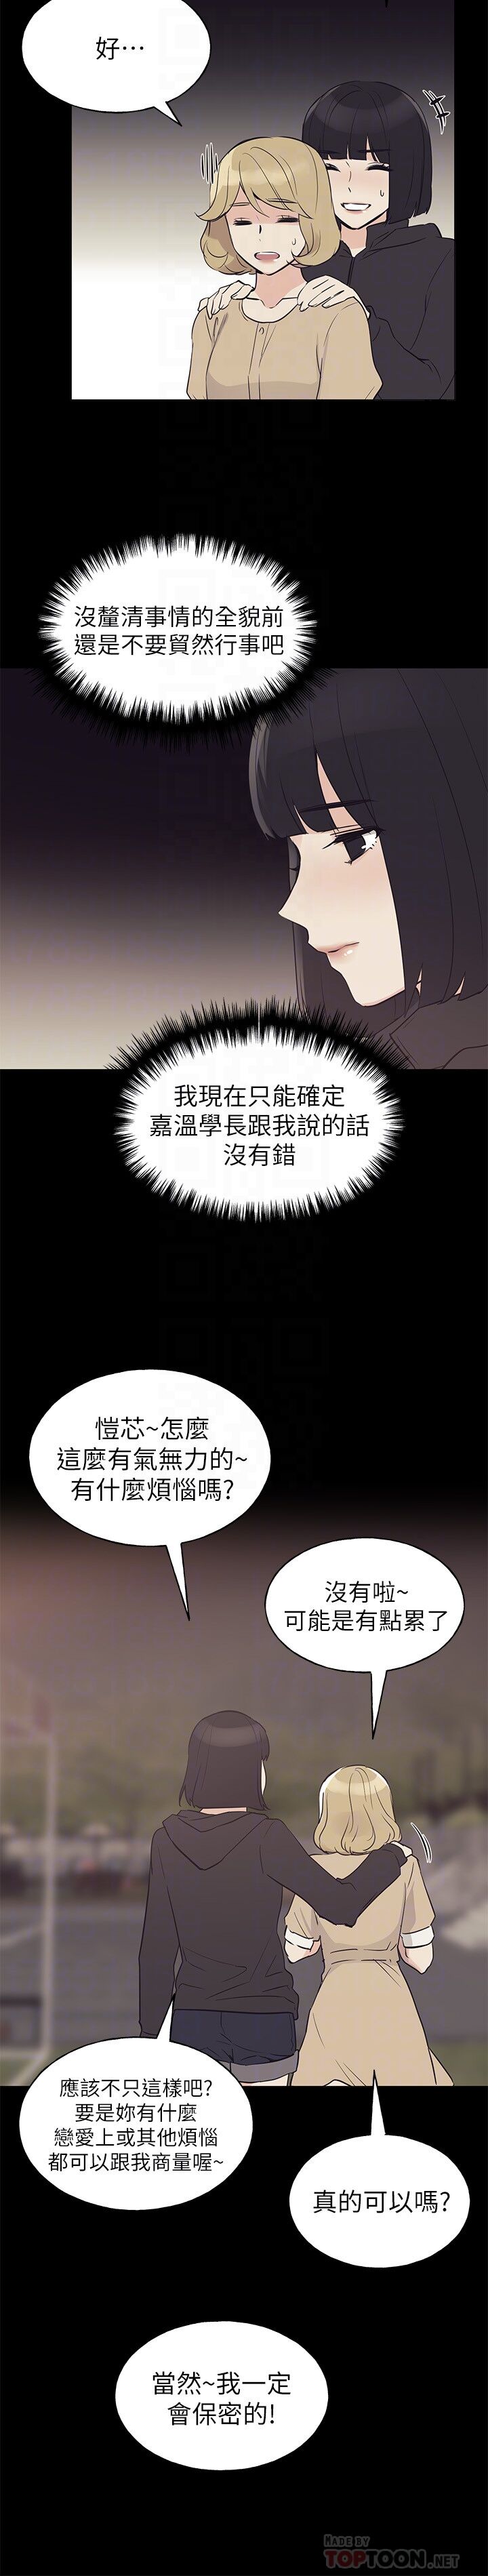 好…
沒釐清事情的全貌前
還是不要貿然行事吧
我現在只能確定
嘉溫學長跟我說的話
沒有錯
愷芯~怎麼
這麼有氣無力的~
有什麼煩惱嗎?
沒有啦~
可能是有點累了
應該不只這樣吧?
要是妳有什麼
戀愛上或其他煩惱
都可以跟我商量喔~
真的可以嗎?
當然~我一定
會保密的!
MADE BY
TOPTOON.NET